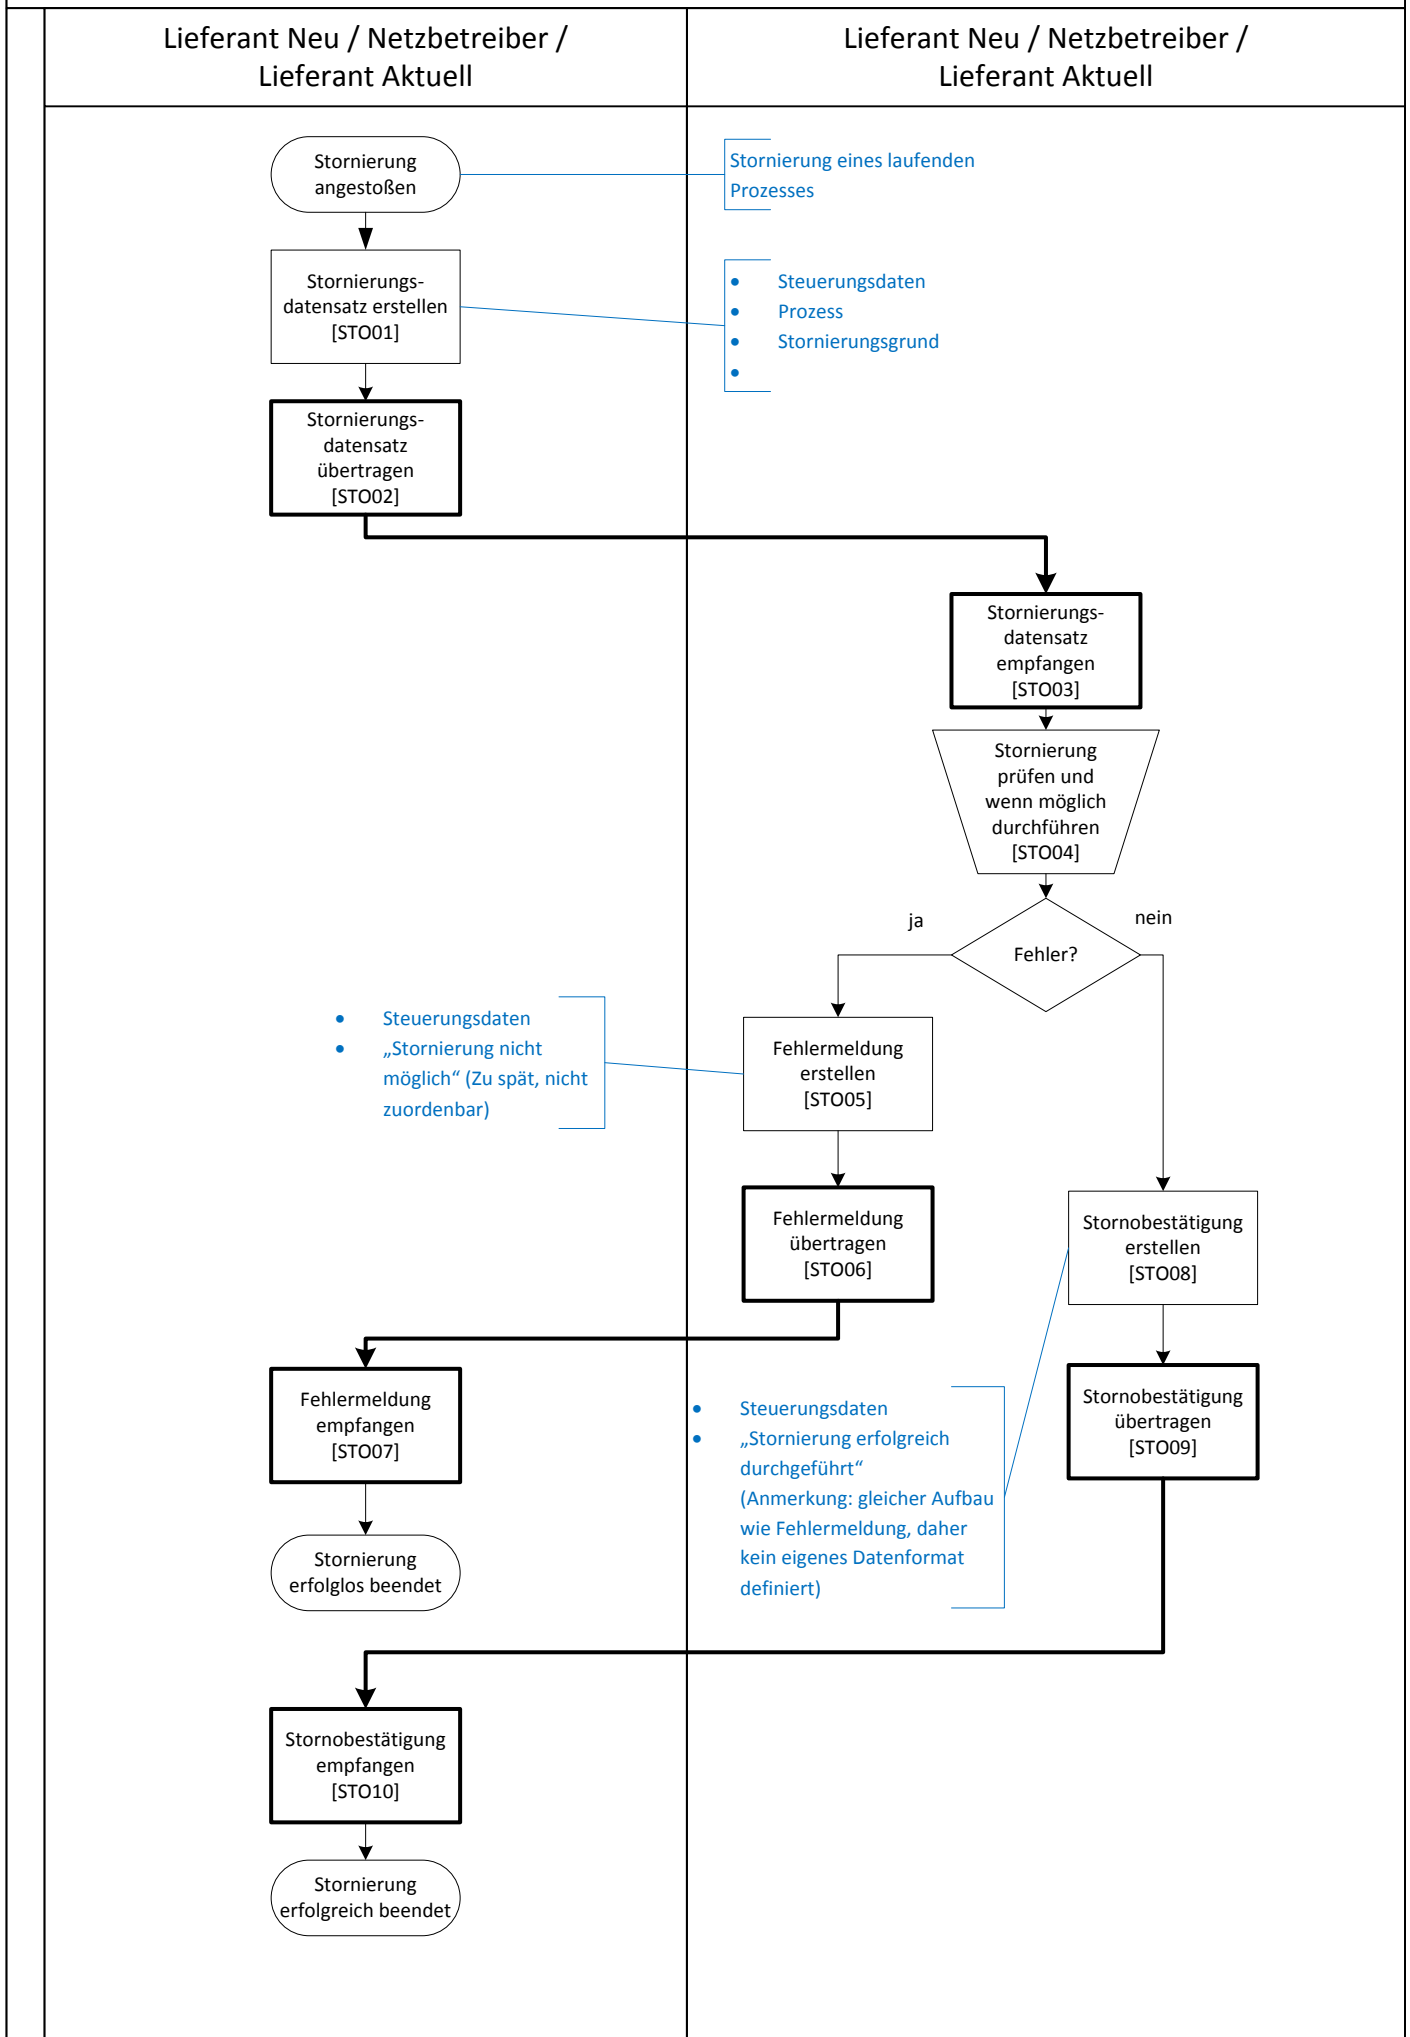 Lieferant Neu / Netzbetreiber /
Lieferant Aktuell
Lieferant Neu / Netzbetreiber /
Lieferant Aktuell
Stornierung
angestoßen
Stornierung eines laufenden
Prozesses
Stornierungs-
datensatz erstellen
[STO01]
• Steuerungsdaten
• Prozess
• Stornierungsgrund
•
Stornierungs-
datensatz
übertragen
[STO02]
Stornierungs-
datensatz
empfangen
[STO03]
Stornierung
prüfen und
wenn möglich
durchführen
[STO04]
ja
nein
Fehler?
• Steuerungsdaten
• „Stornierung nicht
möglich“ (Zu spät, nicht
zuordenbar)
Fehlermeldung
erstellen
[STO05]
Fehlermeldung
übertragen
[STO06]
Stornobestätigung
erstellen
[STO08]
Fehlermeldung
empfangen
[STO07]
• Steuerungsdaten
• „Stornierung erfolgreich
durchgeführt“
(Anmerkung: gleicher Aufbau
wie Fehlermeldung, daher
kein eigenes Datenformat
definiert)
Stornobestätigung
übertragen
[STO09]
Stornierung
erfolglos beendet
Stornobestätigung
empfangen
[STO10]
Stornierung
erfolgreich beendet